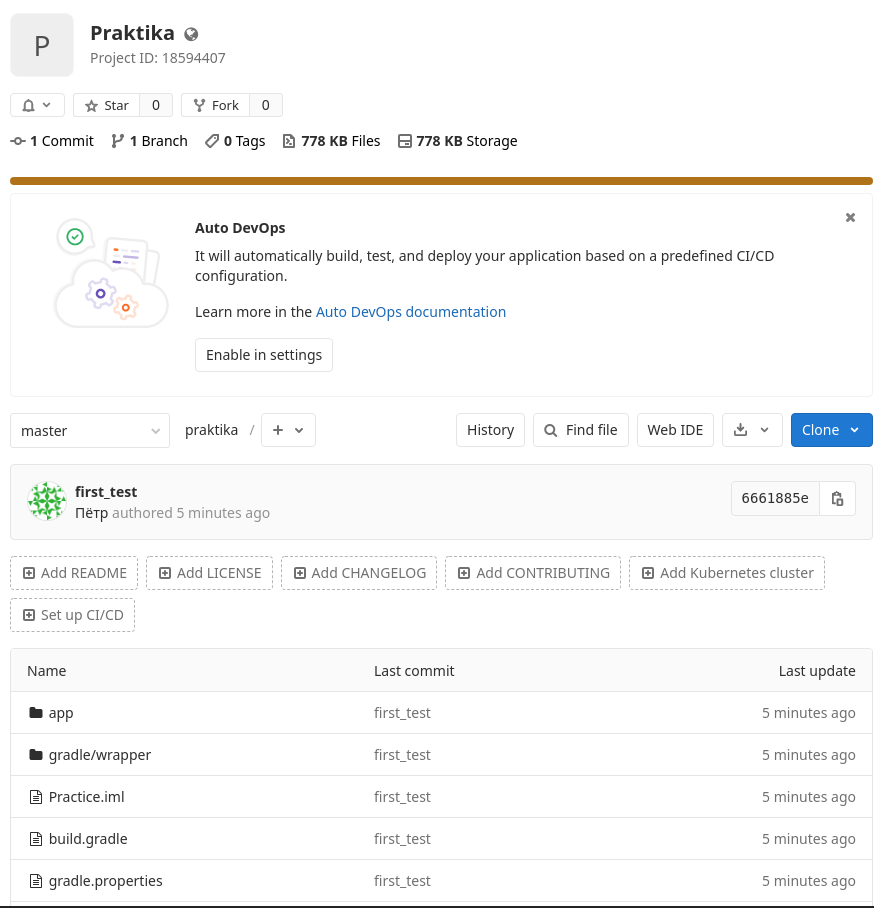 P
Praktika
Project ID: 18594407
Star 0 Fork 0
1 Commit 1 Branch 0 Tags 778 KB Files 778 KB Storage
Auto DevOps
It will automatically build, test, and deploy your application based on a predefined CI/CD
configuration.
Learn more in the Auto DevOps documentation
Enable in settings
master praktika / + History Find file Web IDE Clone
first_test
Пётр authored 5 minutes ago
6661885e
Add README Add LICENSE Add CHANGELOG Add CONTRIBUTING Add Kubernetes cluster
Set up CI/CD
Name Last commit Last update
app first_test 5 minutes ago
gradle/wrapper first_test 5 minutes ago
Practice.iml first_test 5 minutes ago
build.gradle first_test 5 minutes ago
gradle.properties first_test 5 minutes ago